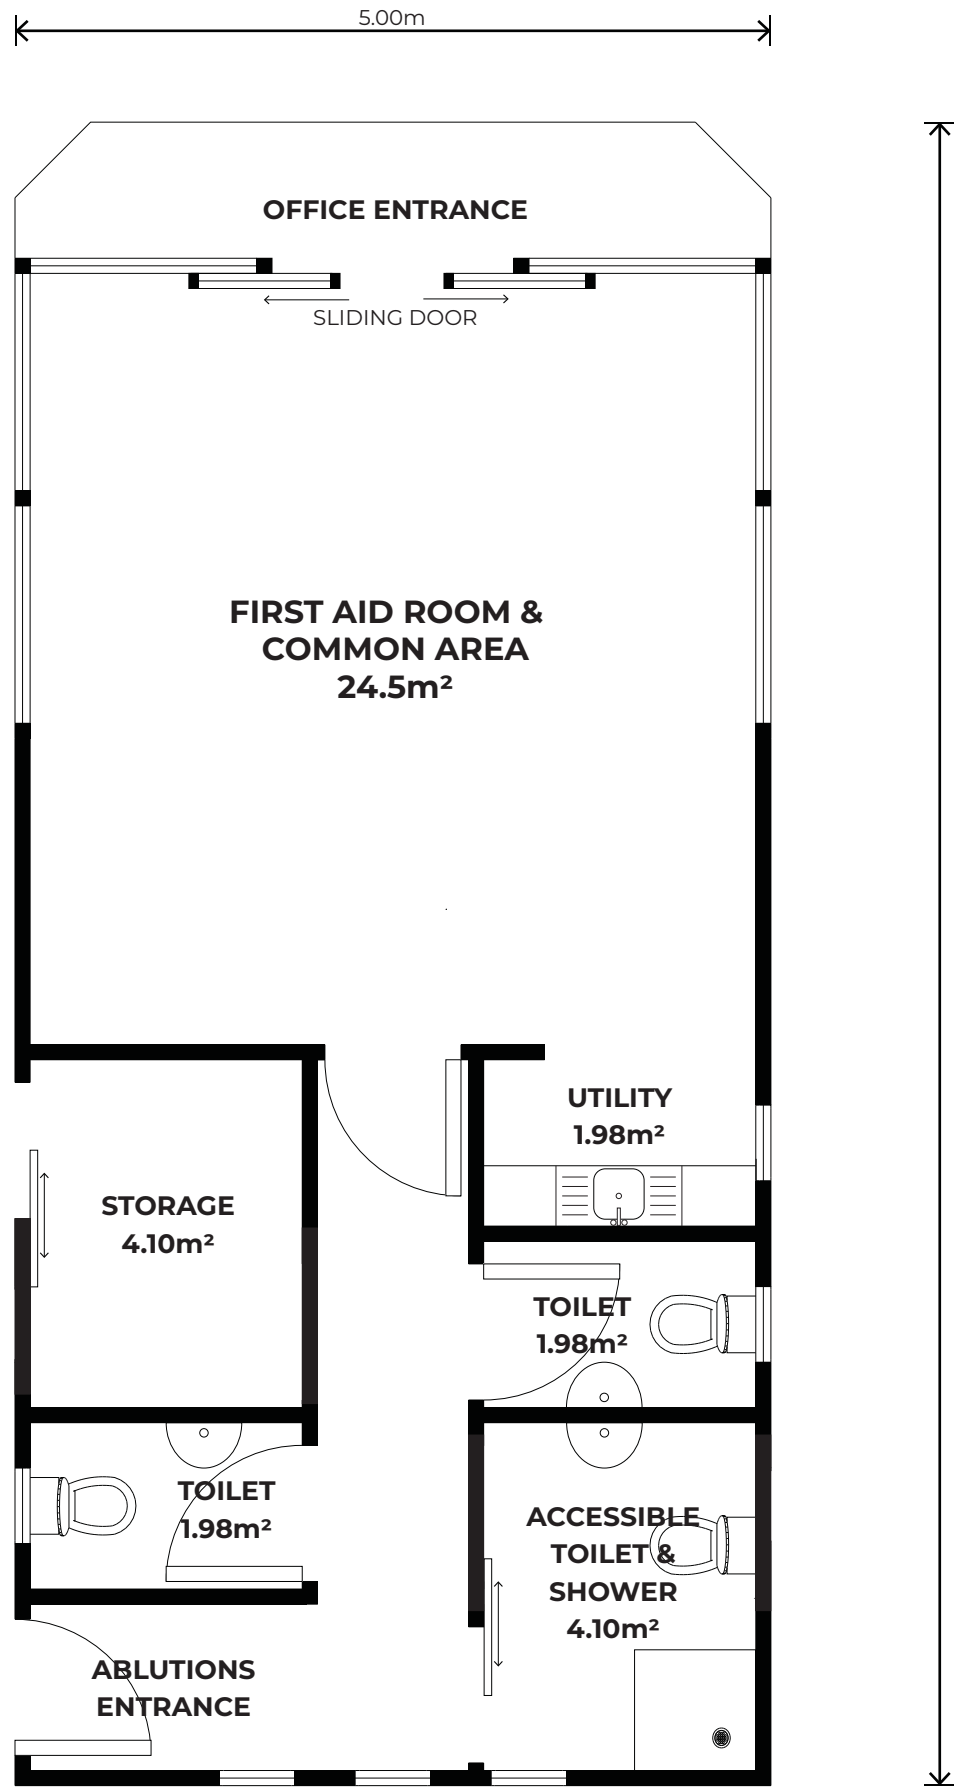 5.00m
OFFICE ENTRANCE
SLIDING DOOR
FIRST AID ROOM &
COMMON AREA
24.5m²
UTILITY
1.98m²
STORAGE
4.10m²
TOILET
1.98m²
TOILET
1.98m²
ACCESSIBLE
TOILET &
SHOWER
4.10m²
ABLUTIONS
ENTRANCE